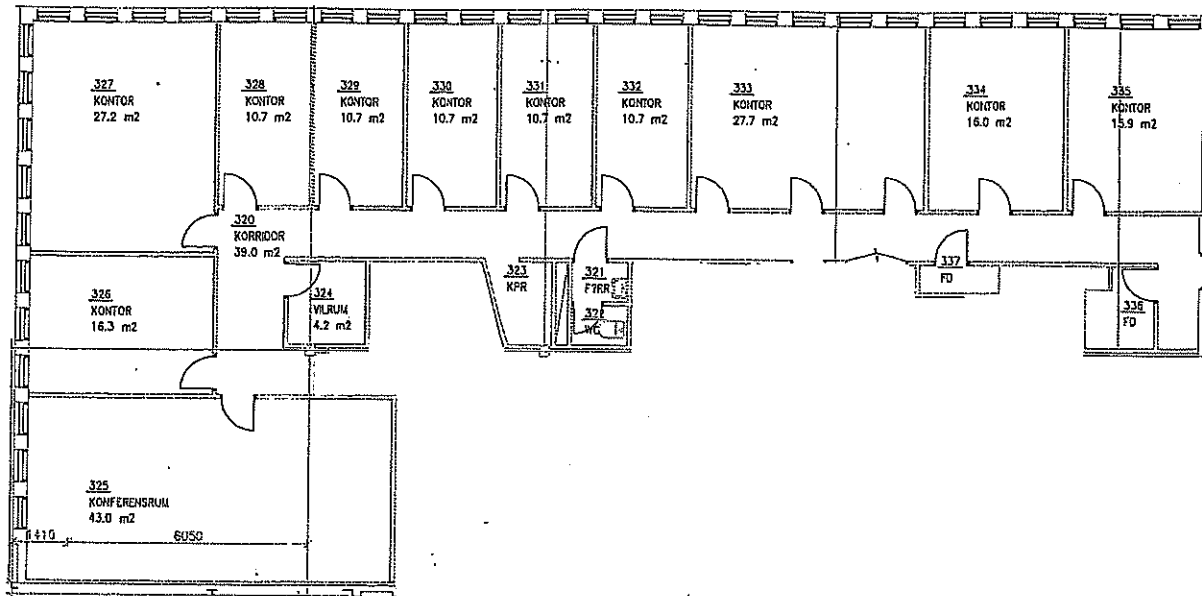 327
KONTOR
27.2 m2
328
KONTOR
10.7 m2
329
KONTOR
10.7 m2
330
KONTOR
10.7 m2
331
KONTOR
10.7 m2
332
KONTOR
10.7 m2
333
KONTOR
27.7 m2
334
KONTOR
16.0 m2
335
KONTOR
15.9 m2
320
KORRIDOR
39.0 m2
326
KONTOR
16.3 m2
324
VILRUM
4.2 m2
323
KPR
321
F?RR
322
WC
337
FD
336
FD
325
KONFERENSRUM
43.0 m2
1410
6050